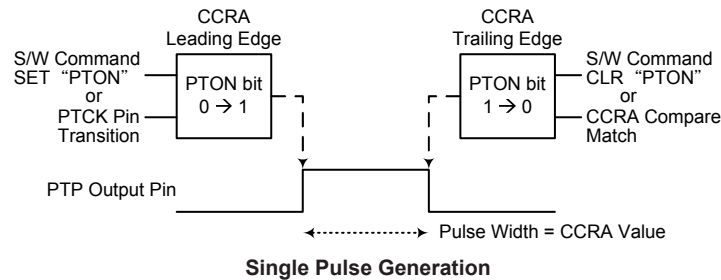 CCRA
Leading Edge
S/W Command
SET “PTON”
or
PTCK Pin
Transition
PTON bit
0 → 1
CCRA
Trailing Edge
PTON bit
1 → 0
S/W Command
CLR “PTON”
or
CCRA Compare
Match
PTP Output Pin
Pulse Width = CCRA Value
Single Pulse Generation